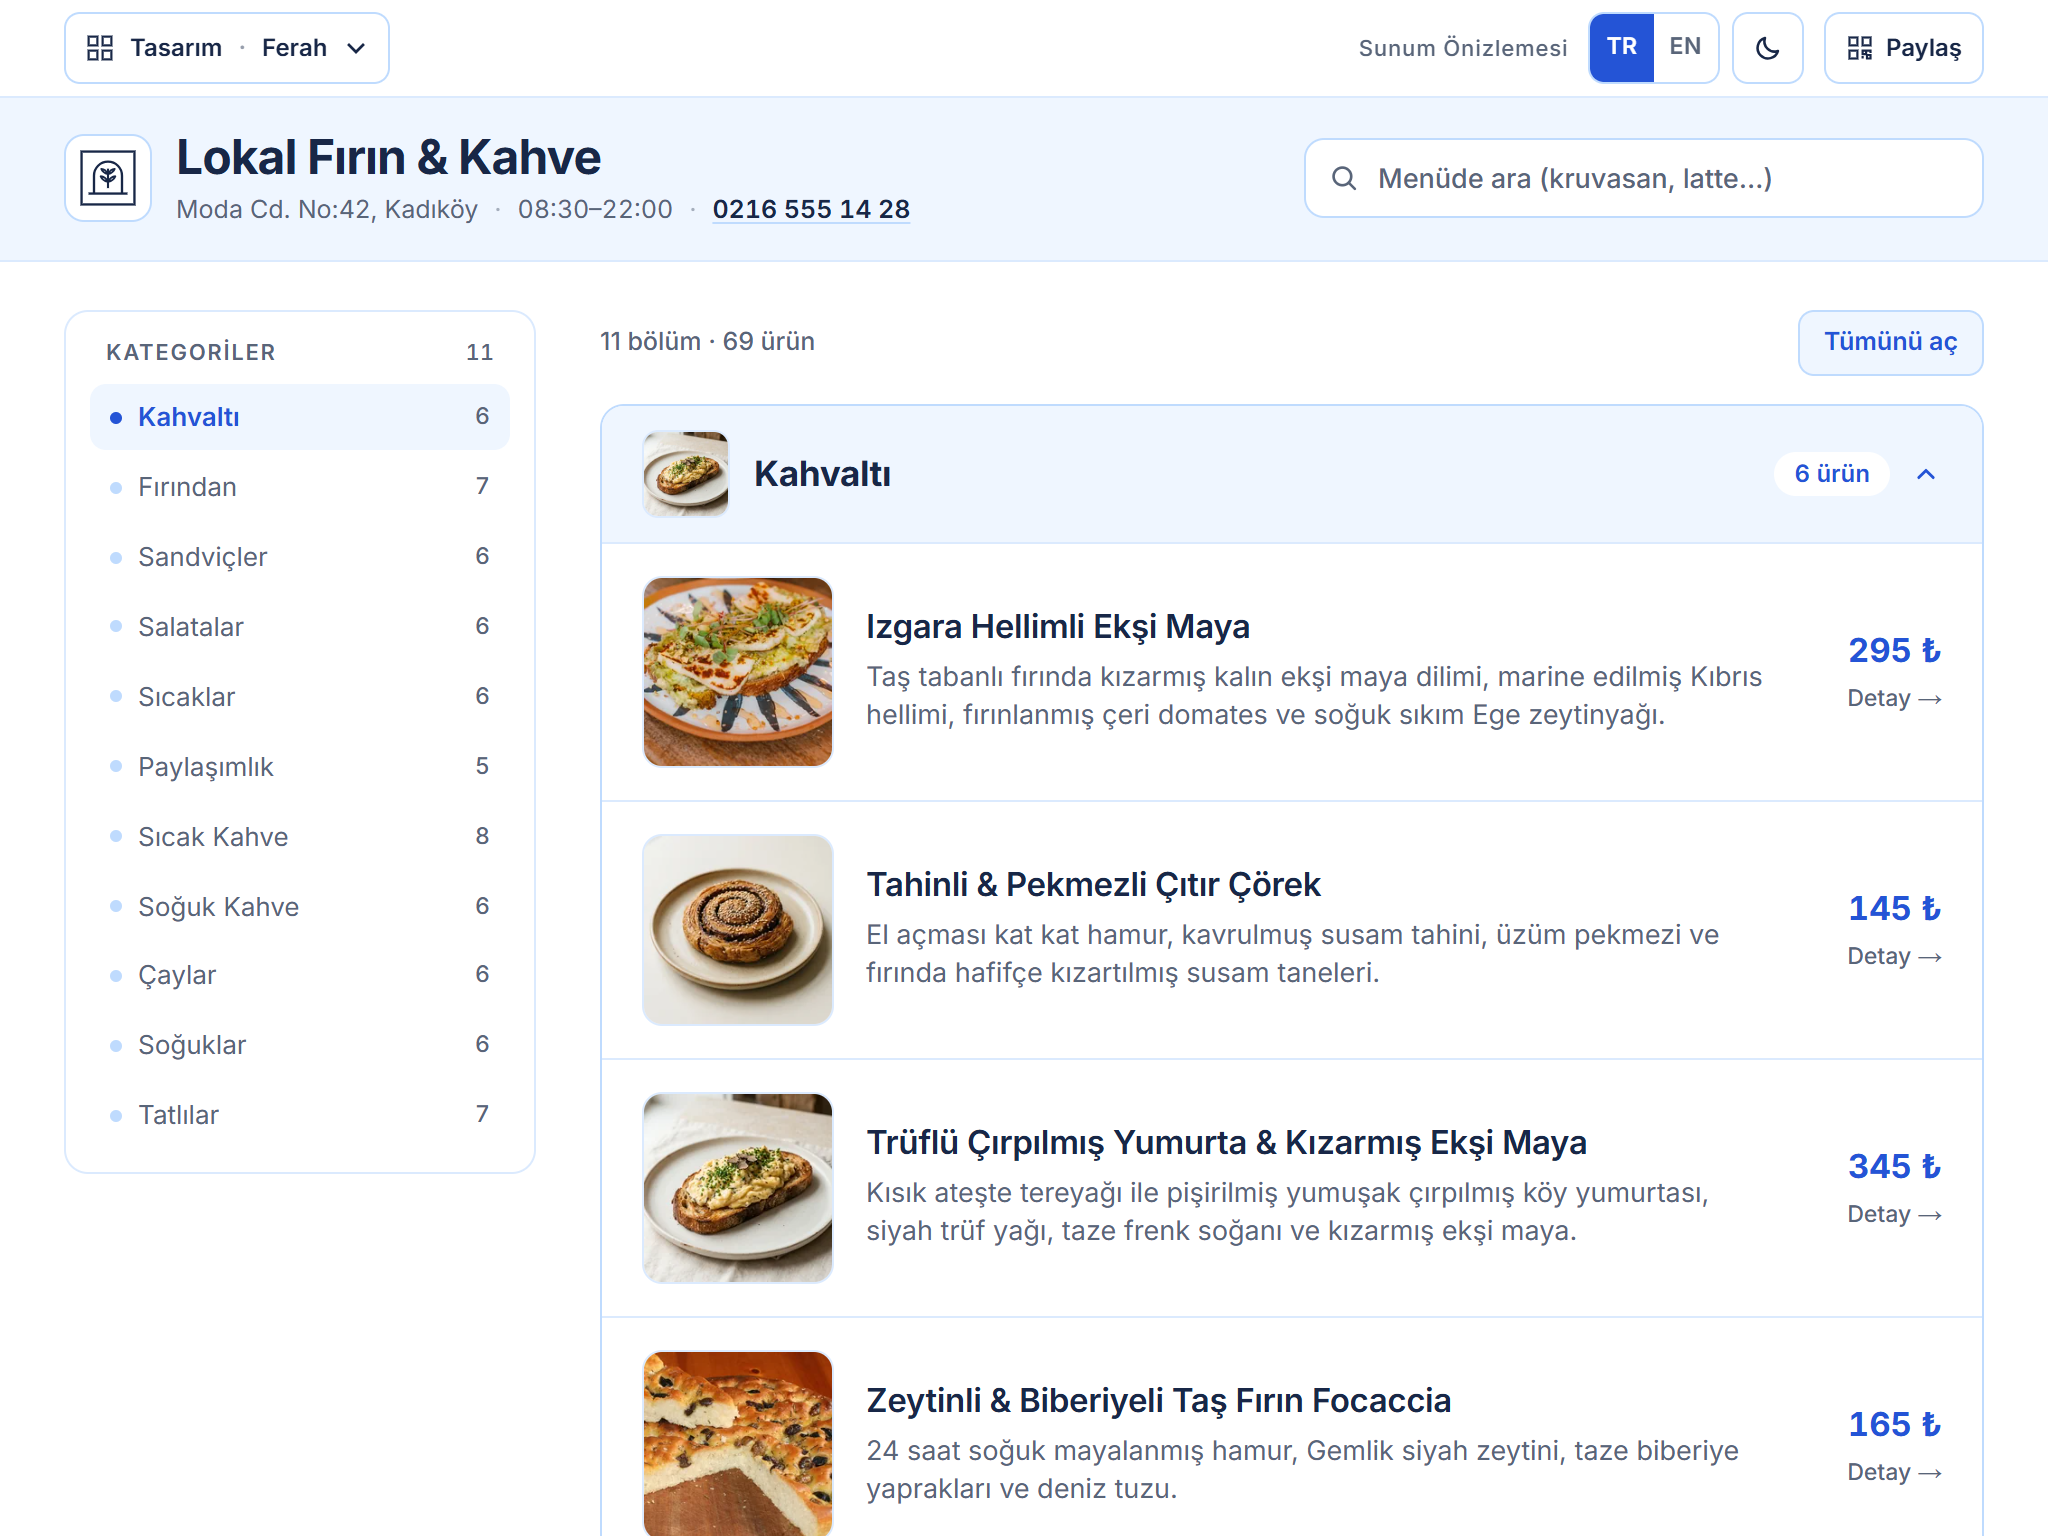 Tasarım · Ferah
Sunum Önizlemesi
TR
EN
Paylaş
Lokal Fırın & Kahve
Moda Cd. No:42, Kadıköy · 08:30–22:00 · 0216 555 14 28
Menüde ara (kruvasan, latte...)
KATEGORİLER 11
Kahvaltı 6
Fırından 7
Sandviçler 6
Salatalar 6
Sıcaklar 6
Paylaşımlık 5
Sıcak Kahve 8
Soğuk Kahve 6
Çaylar 6
Soğuklar 6
Tatlılar 7
11 bölüm · 69 ürün
Tümünü aç
Kahvaltı
6 ürün
Izgara Hellimli Ekşi Maya
Taş tabanlı fırında kızarmış kalın ekşi maya dilimi, marine edilmiş Kıbrıs
hellimi, fırınlanmış çeri domates ve soğuk sıkım Ege zeytinyağı.
295 ₺
Detay →
Tahinli & Pekmezli Çıtır Çörek
El açması kat kat hamur, kavrulmuş susam tahini, üzüm pekmezi ve
fırında hafifçe kızartılmış susam taneleri.
145 ₺
Detay →
Trüflü Çırpılmış Yumurta & Kızarmış Ekşi Maya
Kısık ateşte tereyağı ile pişirilmiş yumuşak çırpılmış köy yumurtası,
siyah trüf yağı, taze frenk soğanı ve kızarmış ekşi maya.
345 ₺
Detay →
Zeytinli & Biberiyeli Taş Fırın Focaccia
24 saat soğuk mayalanmış hamur, Gemlik siyah zeytini, taze biberiye
yaprakları ve deniz tuzu.
165 ₺
Detay →